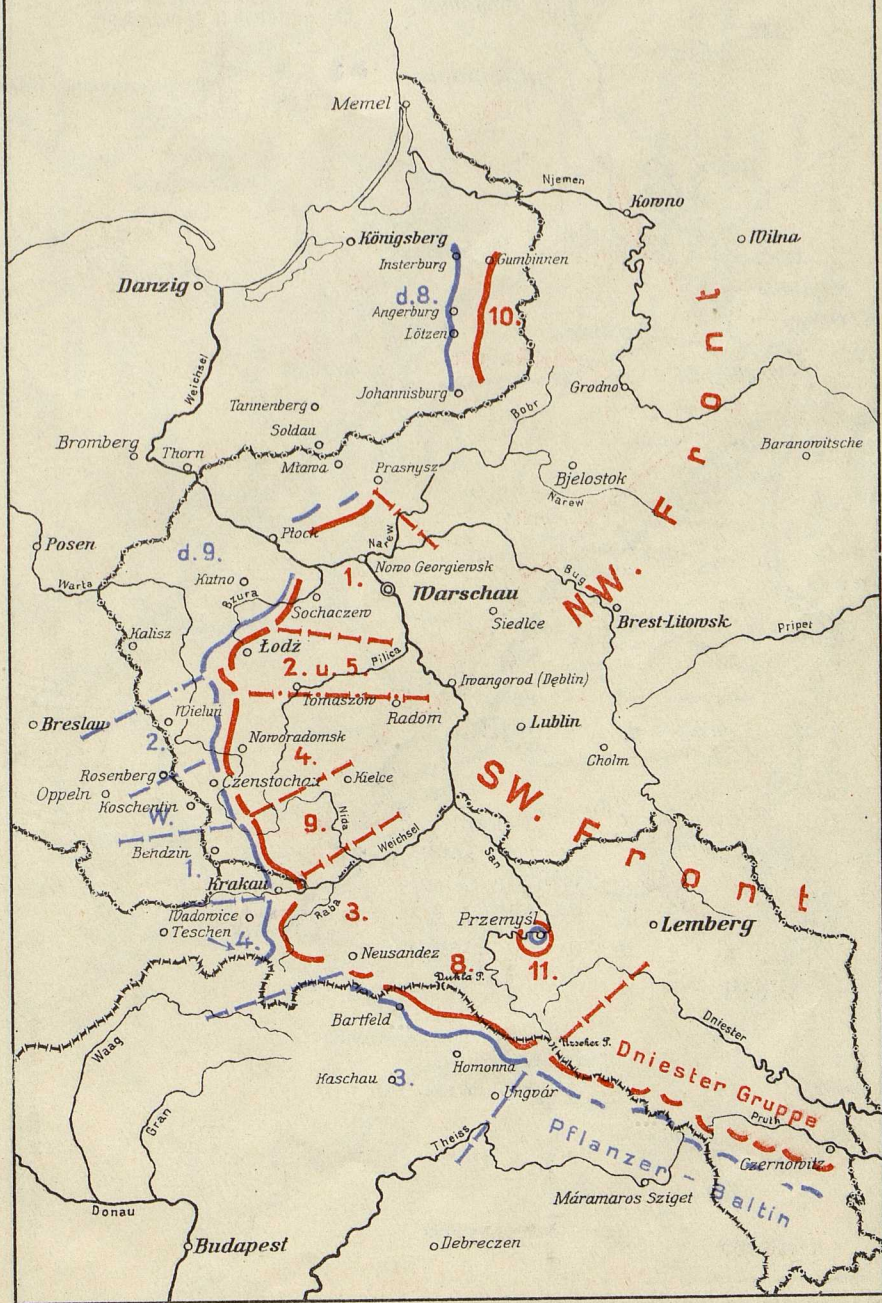 Memel
Njemen
Kowno
Königsberg
Wilna
Insterburg
Gumbinnen
Danzig
d.8.
Angerburg
10.
Lötzen
Weichsel
NW. Front
Johannisburg
Grodno
Tannenberg
Bobr
Soldau
Bromberg
Thorn
Baranowitsche
Mława
Prasnysz
Bjelostok
Narew
Płock
Narew
Posen
d.9.
Nowo Georgiewsk
Warta
Kutno
1.
Bug
Bzura
Sochaczew
Warschau
Siedlce
Brest-Litowsk
Pripet
Kalisz
Łodź
2. u. 5.
Pilica
Iwangorod (Dęblin)
Tomaszów
Radom
Breslau
Wieluń
Lublin
2.
Noworadomsk
Cholm
4.
Rosenberg
Czenstochau
Kielce
SW. Front
Oppeln
Koschentin
W.
9.
Nida
Bendzin
Weichsel
1.
San
Krakau
Raba
3.
Wadowice
Przemyśl
Lemberg
Teschen
4.
Neusandez
8.
11.
Dukla P.
Bartfeld
Dniester
Uzsoker P.
Waag
Dniester Gruppe
Homonna
Kaschau
3.
Ungvár
Gran
Pruth
Theiss
Pflanzer-Baltin
Czernowitz
Máramaros Sziget
Donau
Budapest
Debreczen